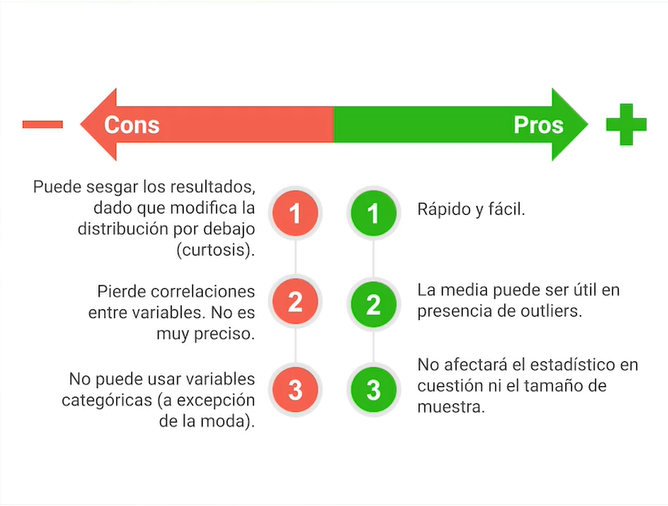 Cons
Pros
Puede sesgar los resultados,
dado que modifica la
distribución por debajo
(curtosis).
1
1
Rápido y fácil.
Pierde correlaciones
entre variables. No es
muy preciso.
2
2
La media puede ser útil en
presencia de outliers.
No puede usar variables
categóricas (a excepción
de la moda).
3
3
No afectará el estadístico en
cuestión ni el tamaño de
muestra.